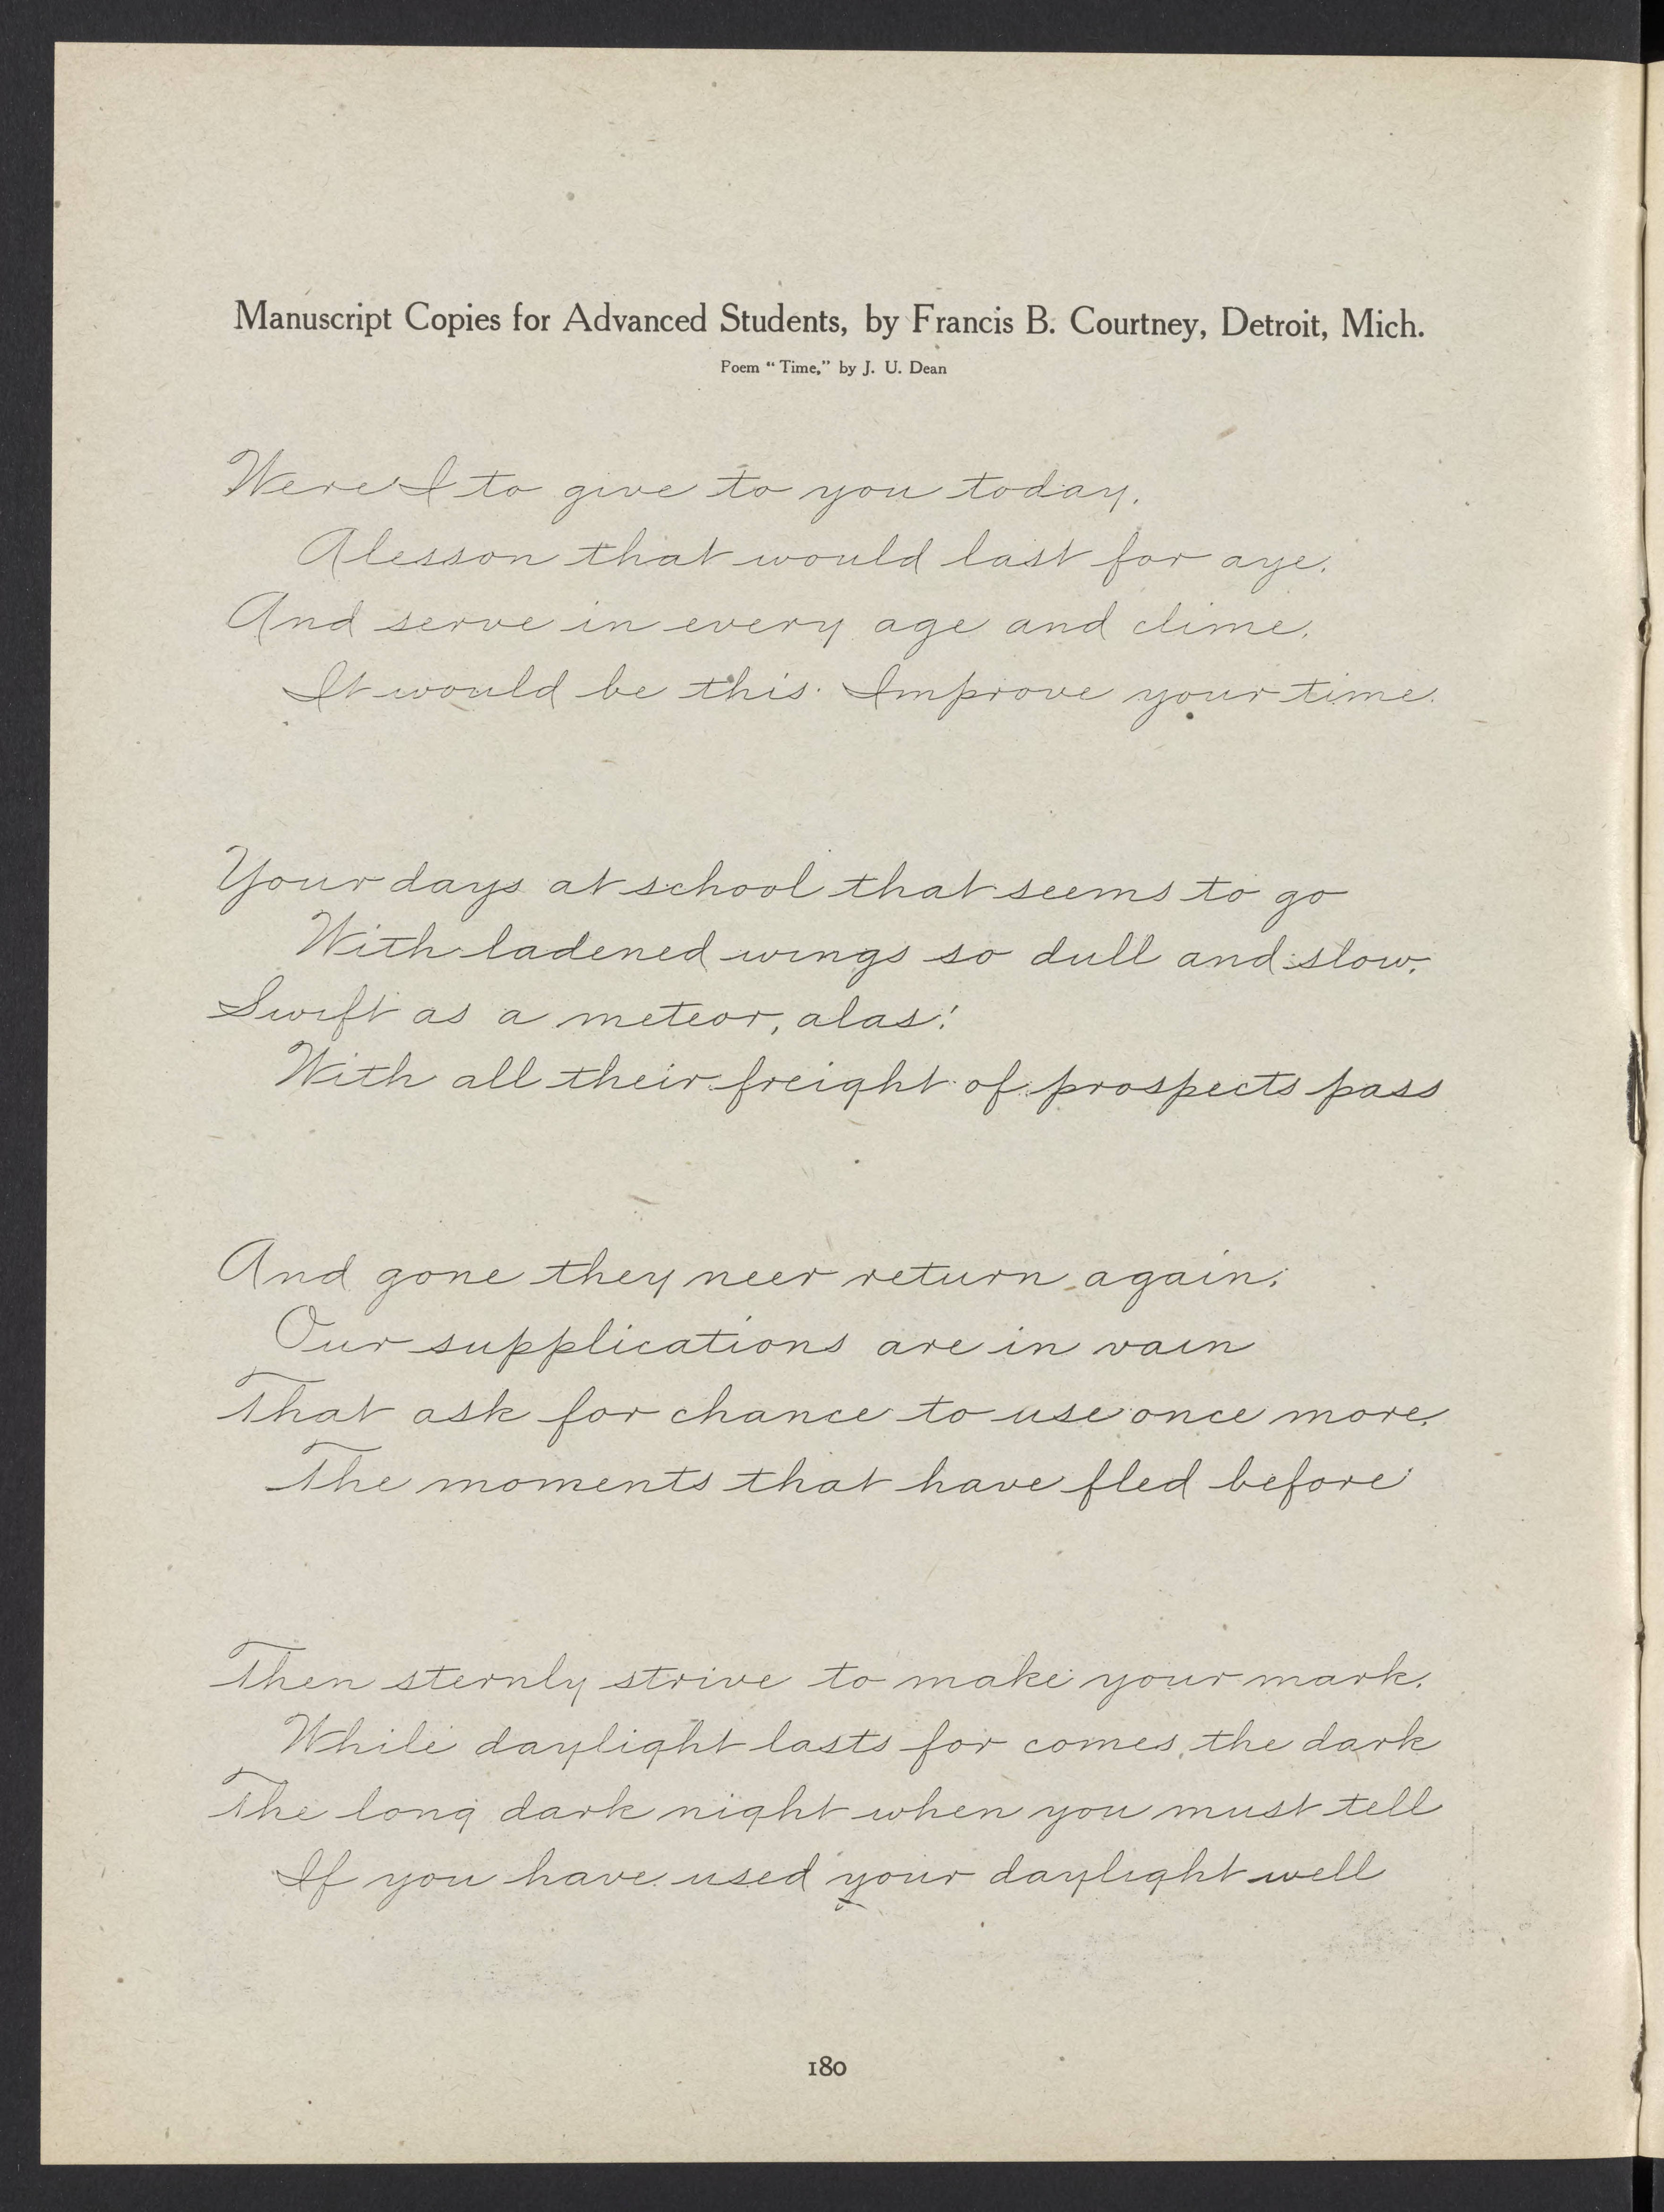 Manuscript Copies for Advanced Students, by Francis B. Courtney, Detroit, Mich.
Poem "Time," by J. U. Dean
Were I to give to you today,
A lesson that would last for aye,
And serve in every age and clime,
It would be this. Improve your time.
Your days at school that seems to go
With ladened wings so dull and slow,
Swift as a meteor, alas!
With all their freight of prospects pass
And gone they neer return again,
Our supplications are in vain
That ask for chance to use once more,
The moments that have fled before
Then sternly strive to make your mark,
While daylight lasts for comes the dark
The long dark night when you must tell
If you have used your daylight well
180